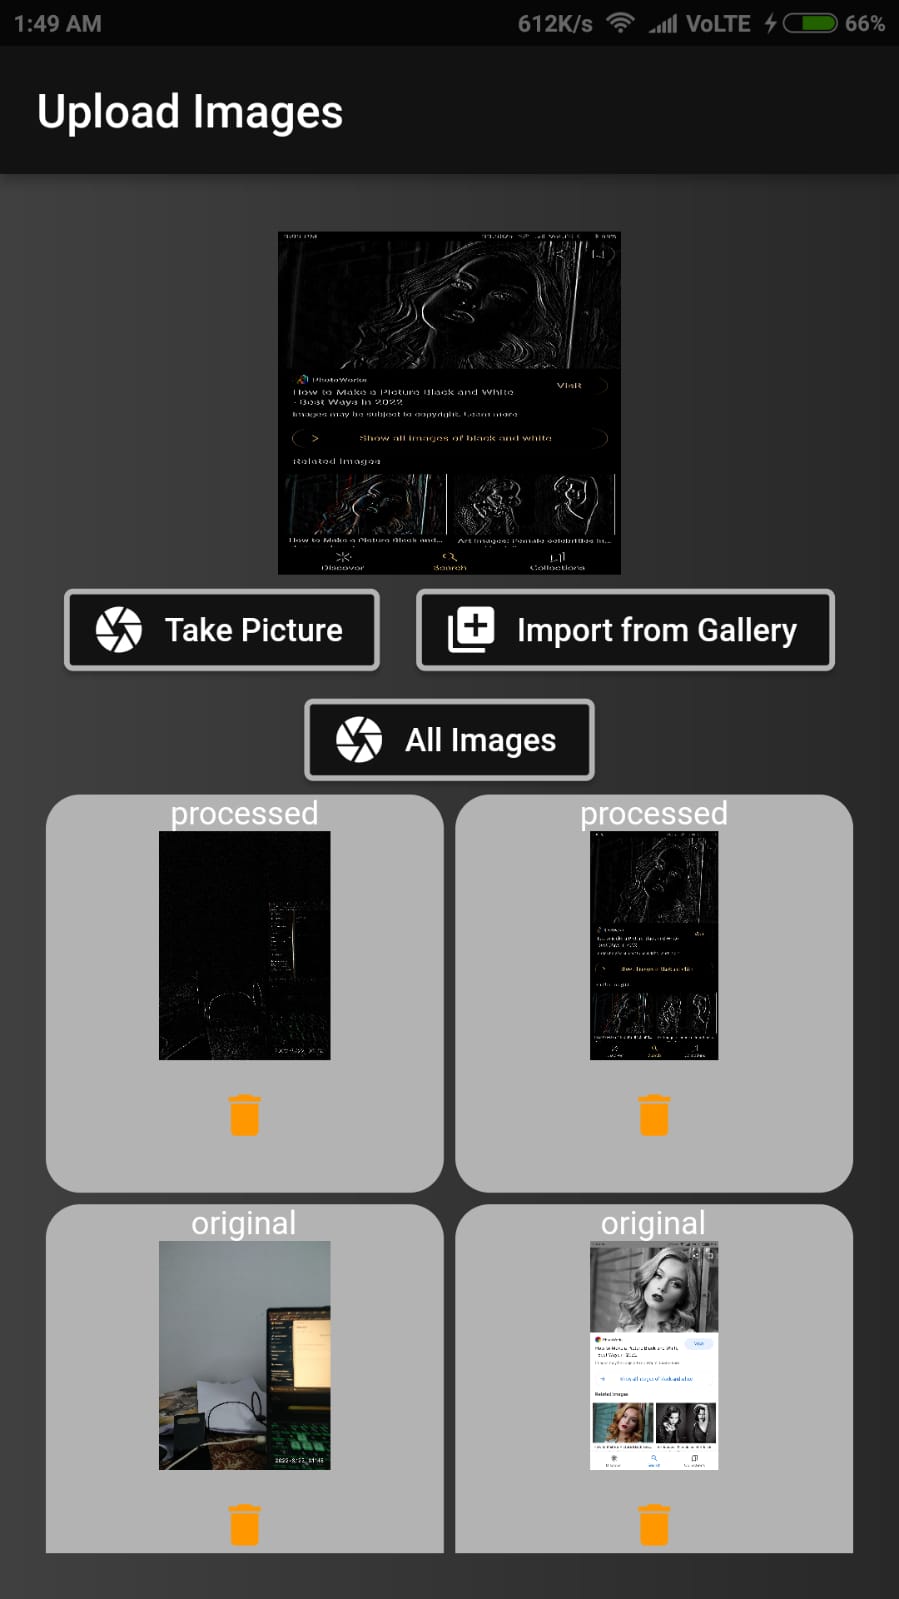 1:49 AM 612K/s VoLTE 66%
Upload Images
PhotoWorks
Visit
How to Make a Picture Black and White
- Best Ways in 2022
Images may be subject to copyright. Learn more
Show all images of black and white
Related Images
How to Make a Picture Black and...
Art Images: Female celebrities in...
Discover Search Collections
Take Picture Import from Gallery
All Images
processed processed
original original
Related Images